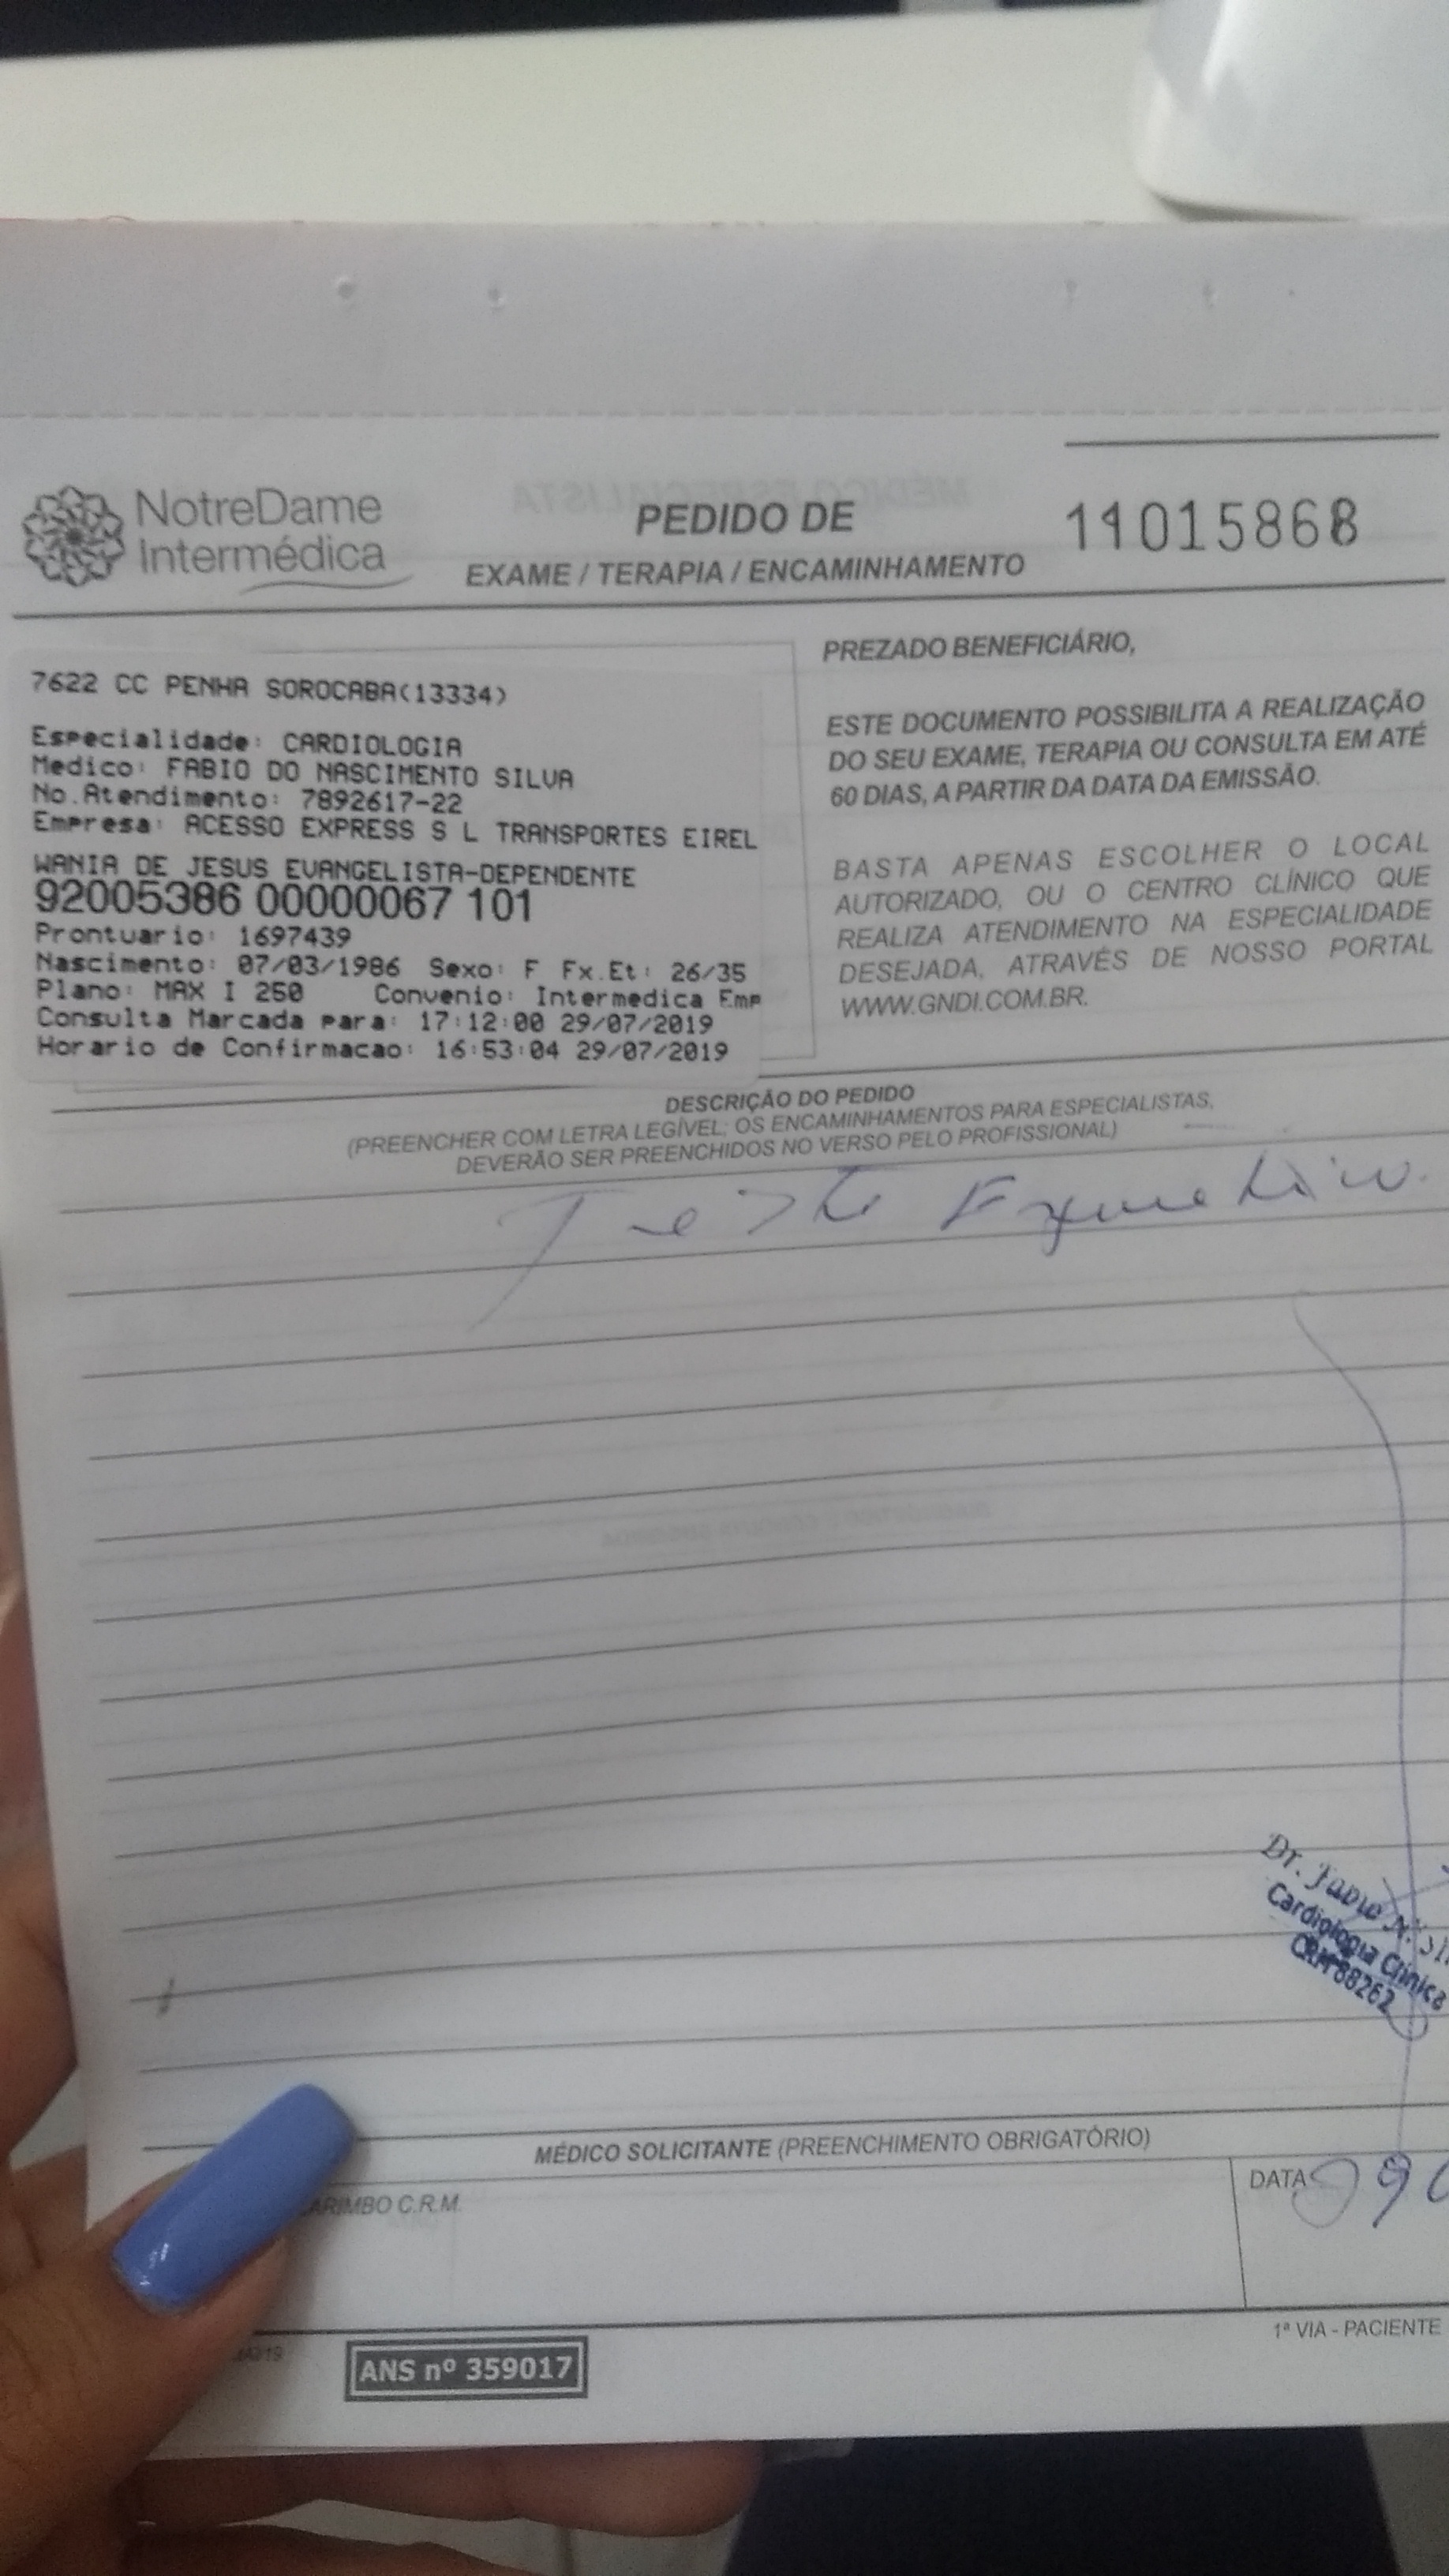 NotreDame
Intermédica
PEDIDO DE
EXAME / TERAPIA / ENCAMINHAMENTO
11015868
7622 CC PENHA SOROCABA(13334)
Especialidade: CARDIOLOGIA
Medico: FABIO DO NASCIMENTO SILVA
No.Atendimento: 7892617-22
Empresa: ACESSO EXPRESS S L TRANSPORTES EIREL
WANIA DE JESUS EVANGELISTA-DEPENDENTE
92005386 00000067 101
Prontuario: 1697439
Nascimento: 07/03/1986 Sexo: F Fx.Et: 26/35
Plano: MAX I 250 Convenio: Intermedica Emp
Consulta Marcada para: 17:12:00 29/07/2019
Horario de Confirmacao: 16:53:04 29/07/2019
PREZADO BENEFICIÁRIO,
ESTE DOCUMENTO POSSIBILITA A REALIZAÇÃO
DO SEU EXAME, TERAPIA OU CONSULTA EM ATÉ
60 DIAS, A PARTIR DA DATA DA EMISSÃO.
BASTA APENAS ESCOLHER O LOCAL
AUTORIZADO, OU O CENTRO CLÍNICO QUE
REALIZA ATENDIMENTO NA ESPECIALIDADE
DESEJADA, ATRAVÉS DE NOSSO PORTAL
WWW.GNDI.COM.BR.
DESCRIÇÃO DO PEDIDO
(PREENCHER COM LETRA LEGÍVEL; OS ENCAMINHAMENTOS PARA ESPECIALISTAS,
DEVERÃO SER PREENCHIDOS NO VERSO PELO PROFISSIONAL)
Teste
Dr. Fabio N.
Cardiologia Clínica
CRM 88262
MÉDICO SOLICITANTE (PREENCHIMENTO OBRIGATÓRIO)
ARIMBO C.R.M.
DATA 29
1ª VIA - PACIENTE
ANS nº 359017